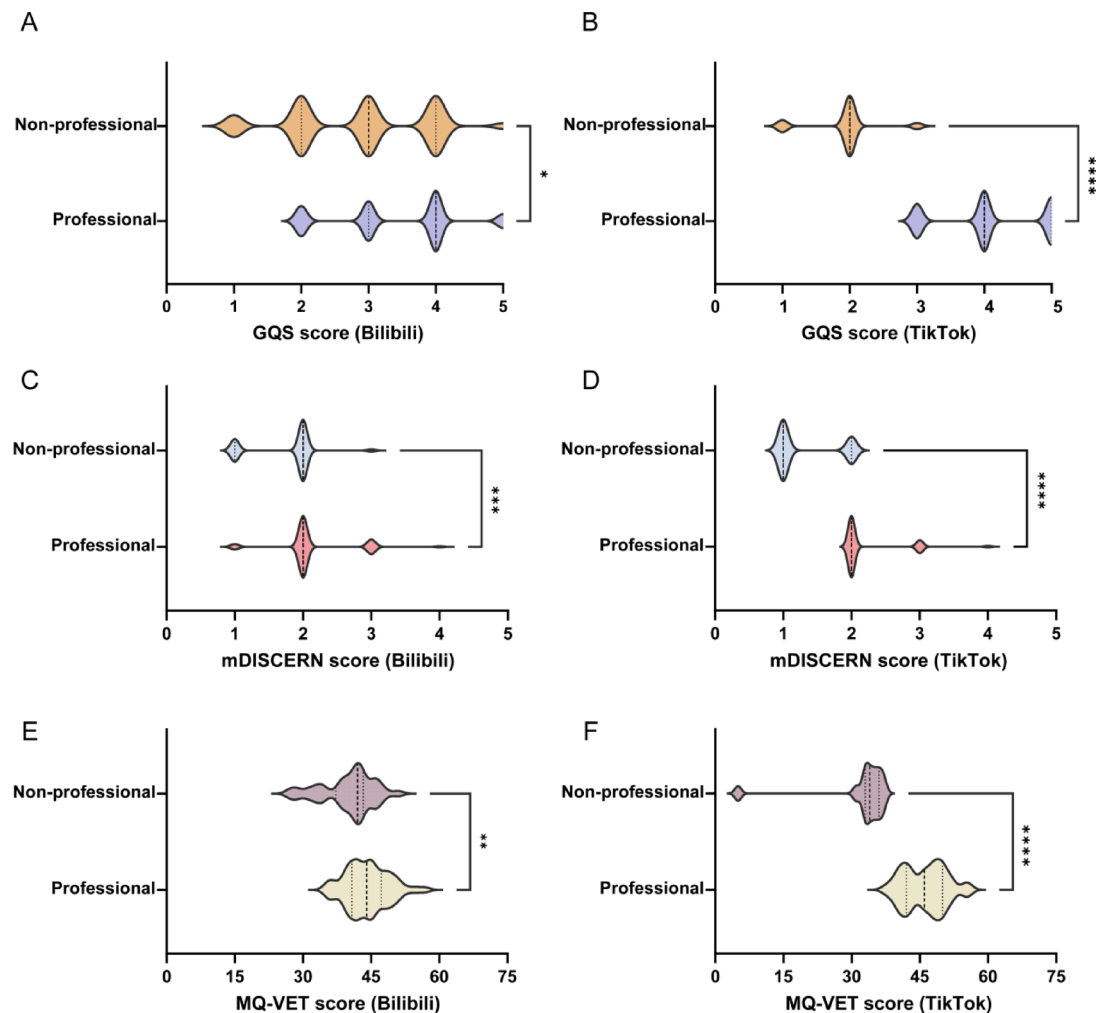 A
Non-professional
Professional
*
0 1 2 3 4 5
GQS score (Bilibili)
B
Non-professional
Professional
****
0 1 2 3 4 5
GQS score (TikTok)
C
Non-professional
Professional
***
0 1 2 3 4 5
mDISCERN score (Bilibili)
D
Non-professional
Professional
****
0 1 2 3 4 5
mDISCERN score (TikTok)
E
Non-professional
Professional
**
0 15 30 45 60 75
MQ-VET score (Bilibili)
F
Non-professional
Professional
****
0 15 30 45 60 75
MQ-VET score (TikTok)